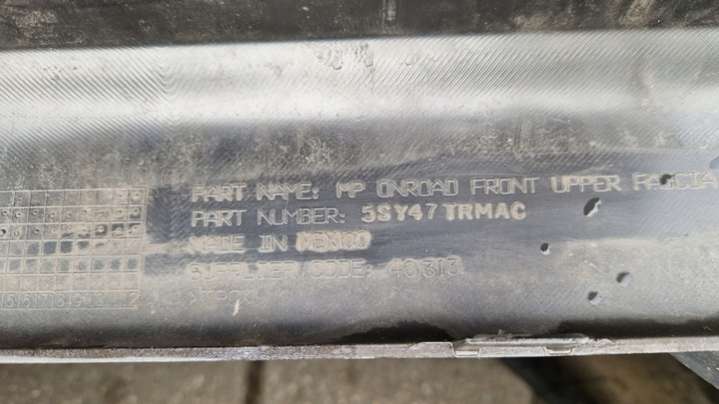 PART NAME: MP ONROAD FRONT UPPER FASCIA
PART NUMBER: 5SY47TRMAC
MADE IN MEXICO
SUPPLIER CODE: 40313